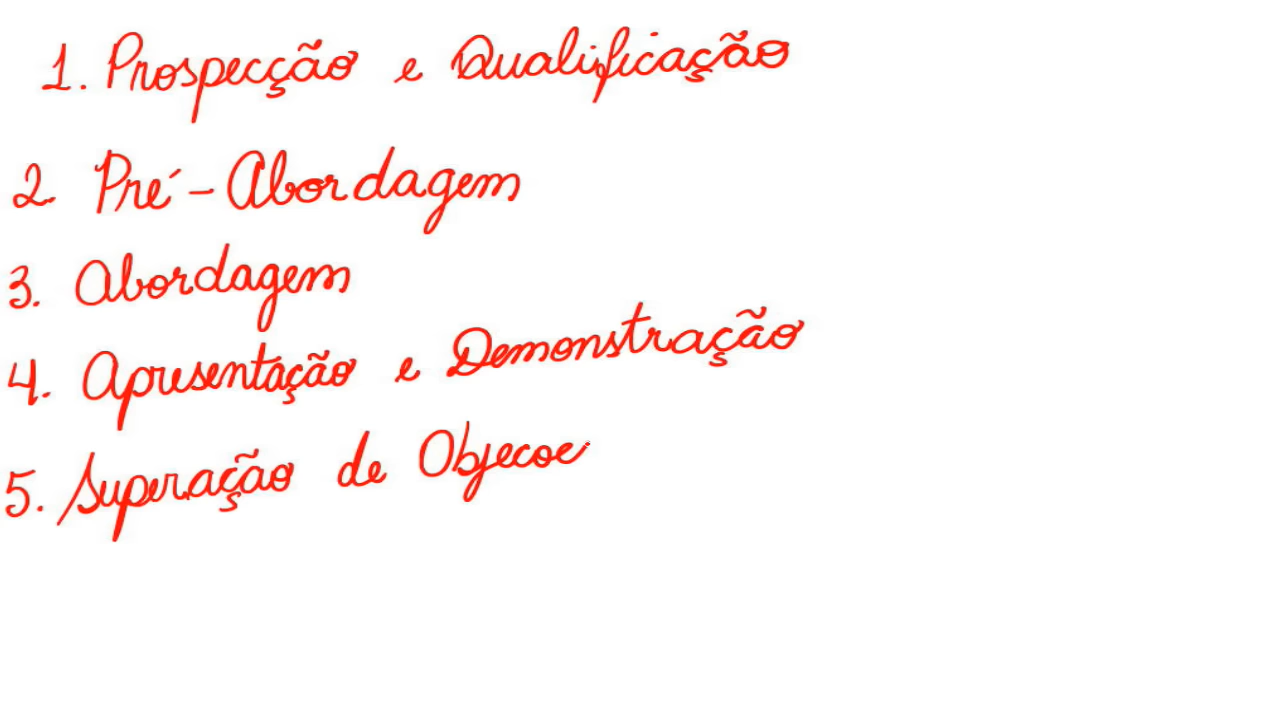 1. Prospecção e Qualificação
2. Pré-Abordagem
3. Abordagem
4. Apresentação e Demonstração
5. Superação de Objecoe